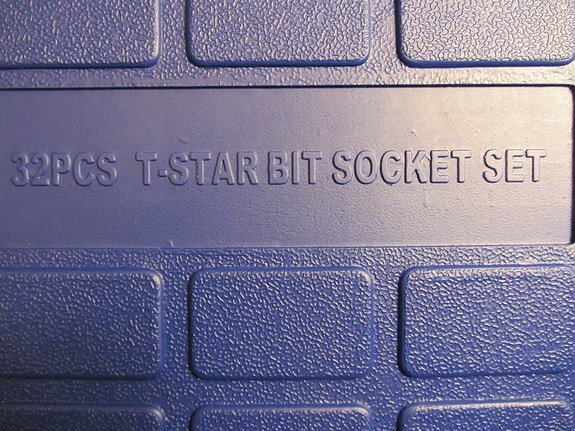 32PCS T-STAR BIT SOCKET SET